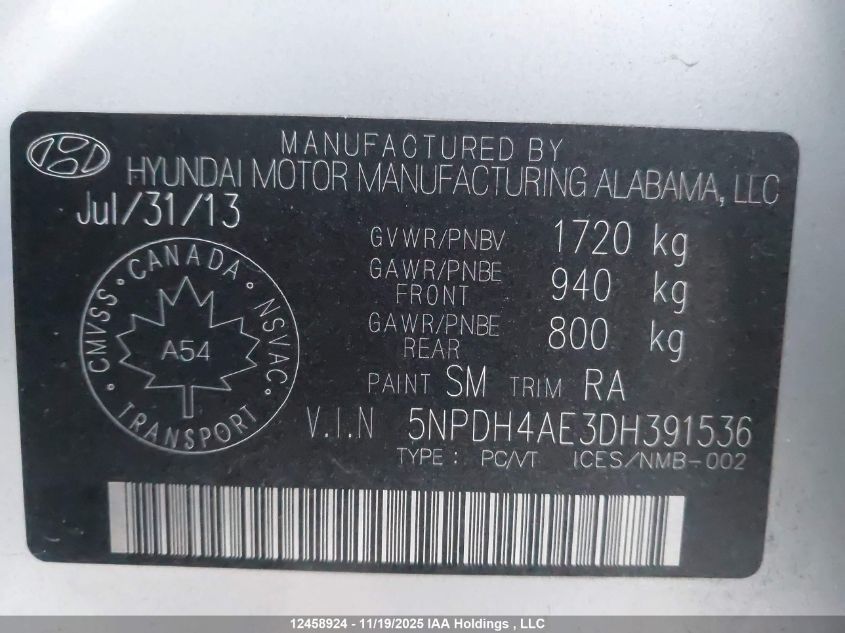 MANUFACTURED BY
HYUNDAI MOTOR MANUFACTURING ALABAMA, LLC
Jul/31/13
GVWR/PNBV 1720 kg
GAWR/PNBE FRONT 940 kg
GAWR/PNBE REAR 800 kg
PAINT SM TRIM RA
V.I.N 5NPDH4AE3DH391536
TYPE : PC/VT ICES/NMB-002
CANADA
CMVSS NSVAC
A54
TRANSPORT
12458924 - 11/19/2025 IAA Holdings , LLC